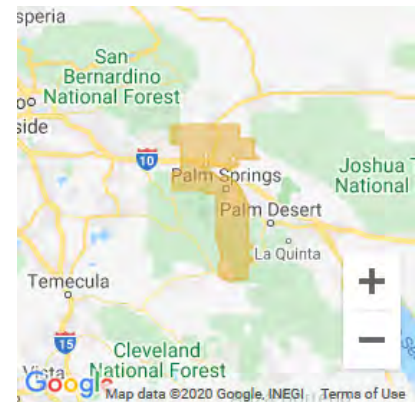 speria
San
Bernardino
National Forest
o
side
10
Joshua T
National
Palm Springs
Palm Desert
La Quinta
Temecula
+
−
15
Cleveland
National Forest
Vista
Google
Map data ©2020 Google, INEGI Terms of Use